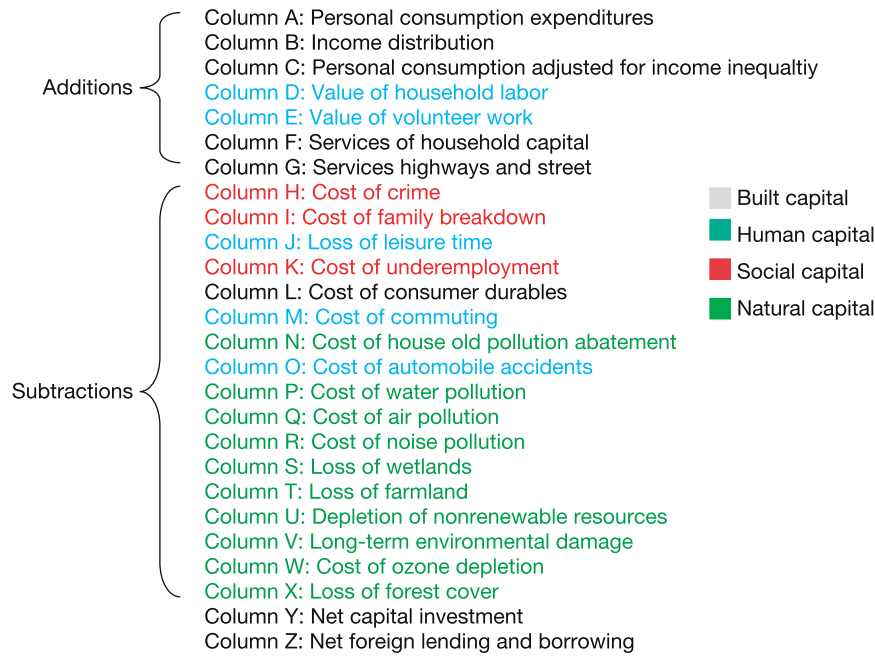 Column A: Personal consumption expenditures
Column B: Income distribution
Column C: Personal consumption adjusted for income inequaltiy
Additions
Column D: Value of household labor
Column E: Value of volunteer work
Column F: Services of household capital
Column G: Services highways and street
Column H: Cost of crime
Column I: Cost of family breakdown
Column J: Loss of leisure time
Column K: Cost of underemployment
Column L: Cost of consumer durables
Column M: Cost of commuting
Column N: Cost of house old pollution abatement
Column O: Cost of automobile accidents
Subtractions
Column P: Cost of water pollution
Column Q: Cost of air pollution
Column R: Cost of noise pollution
Column S: Loss of wetlands
Column T: Loss of farmland
Column U: Depletion of nonrenewable resources
Column V: Long-term environmental damage
Column W: Cost of ozone depletion
Column X: Loss of forest cover
Column Y: Net capital investment
Column Z: Net foreign lending and borrowing
Built capital
Human capital
Social capital
Natural capital